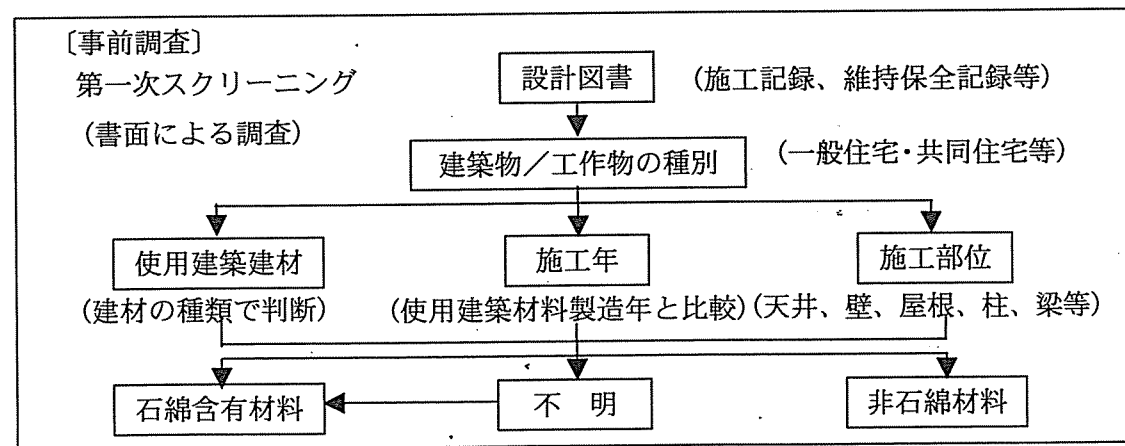 〔事前調査〕
第一次スクリーニング
(書面による調査)
設計図書
(施工記録、維持保全記録等)
建築物／工作物の種別
(一般住宅・共同住宅等)
使用建築建材
施工年
施工部位
(建材の種類で判断)
(使用建築材料製造年と比較)
(天井、壁、屋根、柱、梁等)
石綿含有材料
不 明
非石綿材料